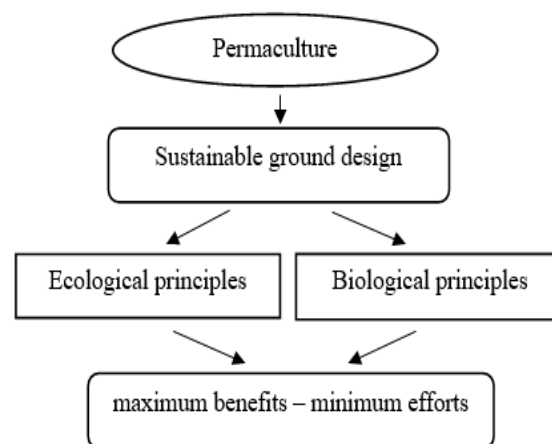 Permaculture
Sustainable ground design
Ecological principles
Biological principles
maximum benefits – minimum efforts